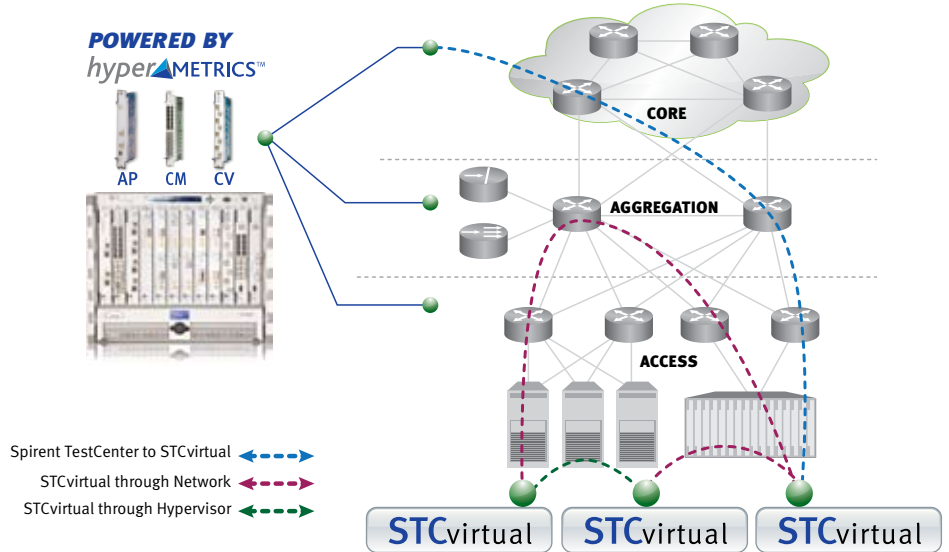 POWERED BY
hyperMETRICS™
AP CM CV
CORE
AGGREGATION
ACCESS
Spirent TestCenter to STCvirtual
STCvirtual through Network
STCvirtual through Hypervisor
STCvirtual STCvirtual STCvirtual